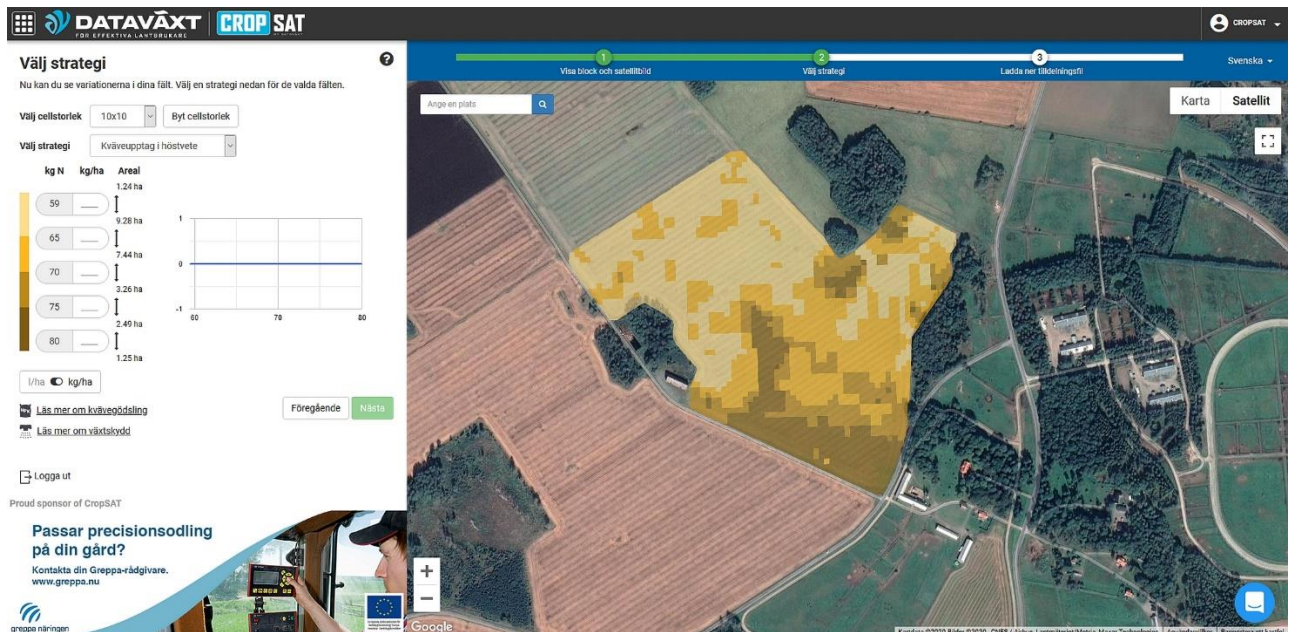 DATAVÄXT
FÖR EFFEKTIVA LANTBRUKARE
CROP SAT
BY DATAVÄXT
CROPSAT
Välj strategi
Nu kan du se variationerna i dina fält. Välj en strategi nedan för de valda fälten.
Välj cellstorlek 10x10 Byt cellstorlek
Välj strategi Kväveupptag i höstvete
kg N kg/ha Areal
1.24 ha
59
9.28 ha
65
7.44 ha
70
3.26 ha
75
2.49 ha
80
1.25 ha
1
0
-1
60 70 80
l/ha kg/ha
Läs mer om kvävegödsling
Läs mer om växtskydd
Föregående Nästa
Logga ut
Proud sponsor of CropSAT
Passar precisionsodling
på din gård?
Kontakta din Greppa-rådgivare.
www.greppa.nu
greppa näringen
1 2 3
Visa block och satellitbild Välj strategi Ladda ner tilldelningsfil
Svenska
Ange en plats
Karta Satellit
+
−
Google